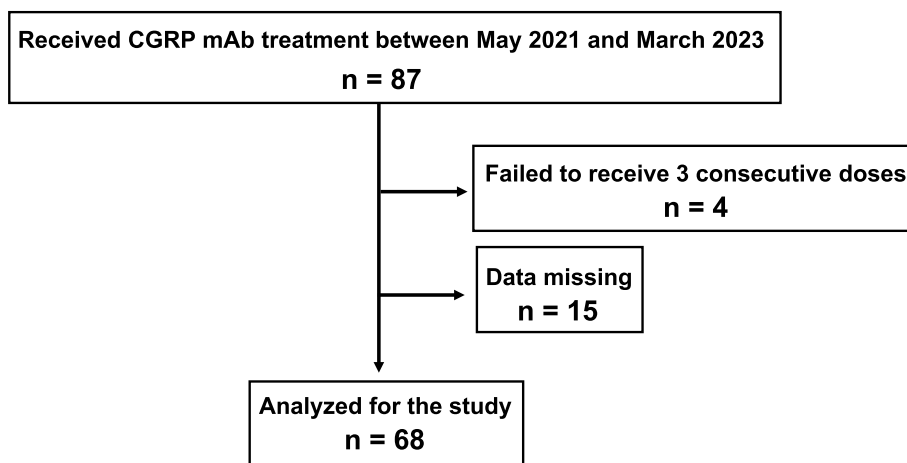 Received CGRP mAb treatment between May 2021 and March 2023
n = 87
Failed to receive 3 consecutive doses
n = 4
Data missing
n = 15
Analyzed for the study
n = 68